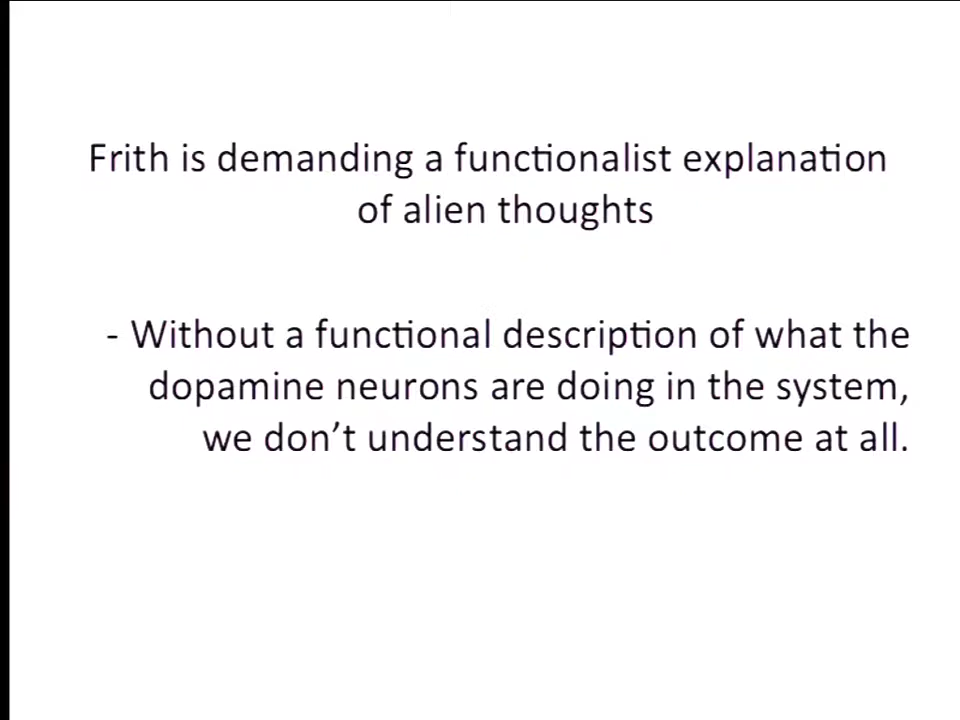 Frith is demanding a functionalist explanation
of alien thoughts
- Without a functional description of what the
dopamine neurons are doing in the system,
we don’t understand the outcome at all.